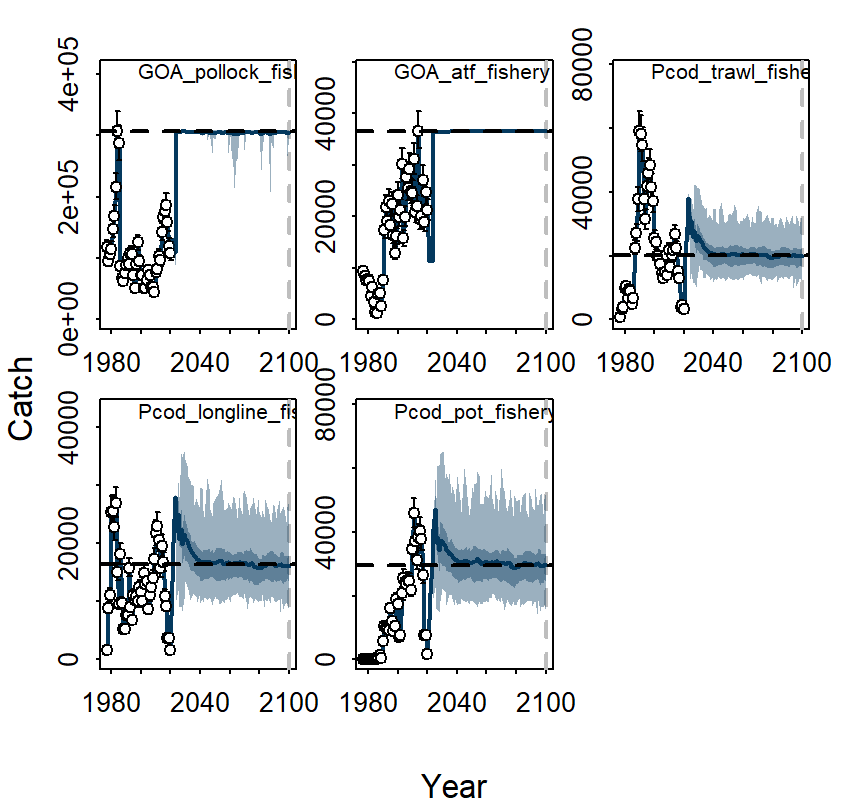 GOA_pollock_fis
GOA_atf_fishery
Pcod_trawl_fishe
0e+00 2e+05 4e+05
0 20000 40000
0 40000 80000
1980 2040 2100
1980 2040 2100
1980 2040 2100
Catch
Pcod_longline_fis
Pcod_pot_fishery
0 20000 40000
0 40000 80000
1980 2040 2100
1980 2040 2100
Year